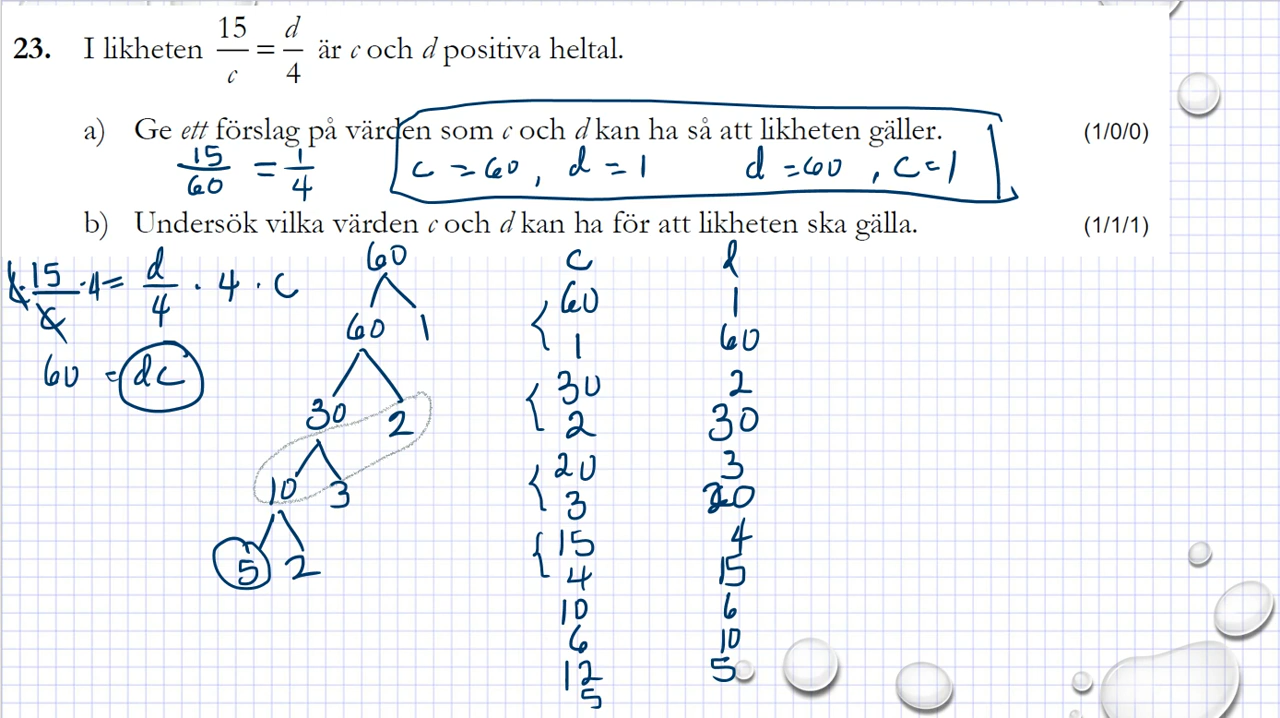 23. I likheten 15/c = d/4 är c och d positiva heltal.
a) Ge ett förslag på värden som c och d kan ha så att likheten gäller. (1/0/0)
15/60 = 1/4 c = 60, d = 1 d = 60, c = 1
b) Undersök vilka värden c och d kan ha för att likheten ska gälla. (1/1/1)
c · 15/c · 4 = d/4 · 4 · c
60 = dc
60
60 1
30 2
10 3
5 2
c d
60 1
1 60
30 2
2 30
20 3
3 20
15 4
4 15
10 6
6 10
12 5
5